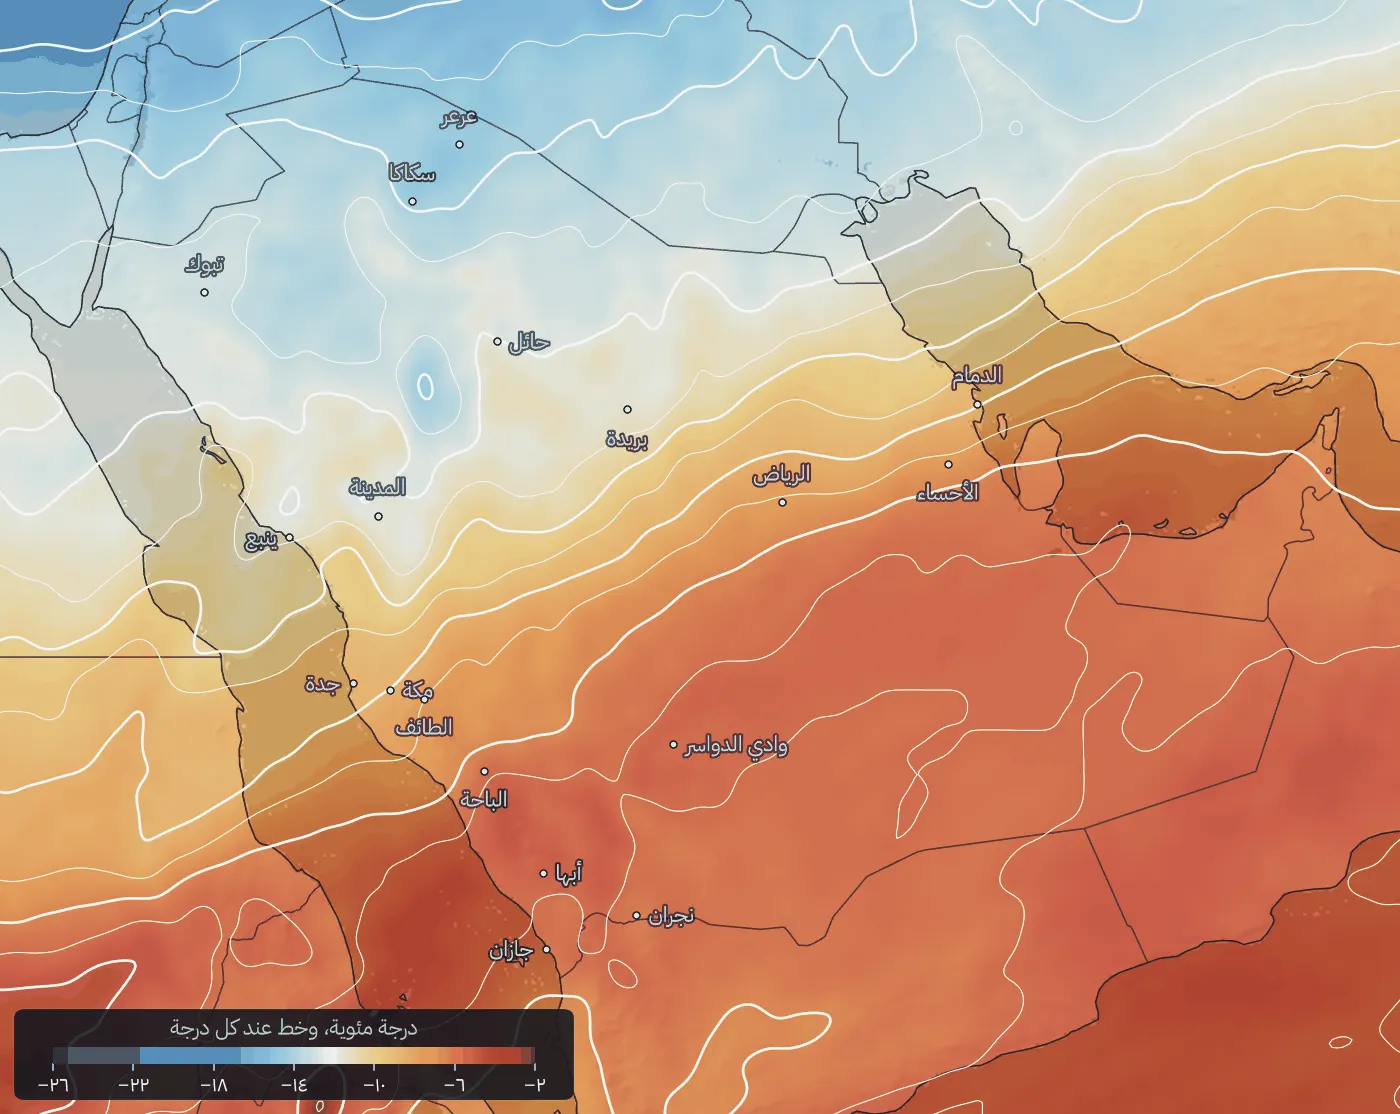 عرعر
سكاكا
تبوك
حائل
الدمام
بريدة
الرياض
المدينة
الأحساء
ينبع
جدة
مكة
الطائف
وادي الدواسر
الباحة
أبها
نجران
جازان
درجة مئوية، وخط عند كل درجة
−٢٦ −٢٢ −١٨ −١٤ −١٠ −٦ −٢